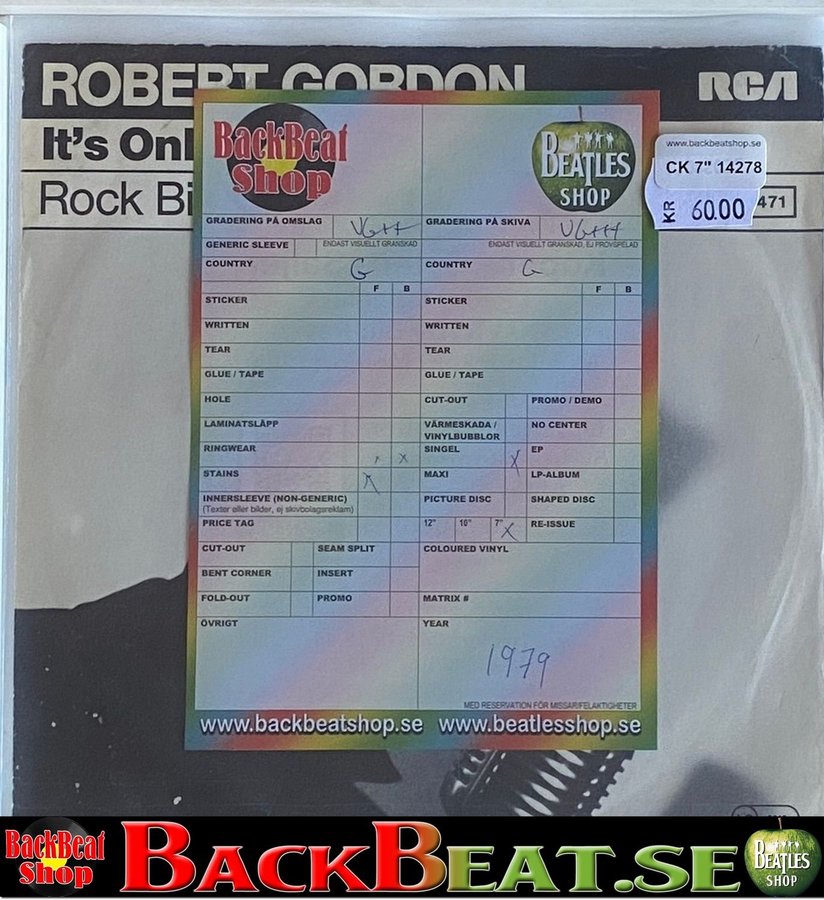 ROBERT GORDON
RCA
It's Onl
Rock Bi
471
www.backbeatshop.se
CK 7" 14278
KR 60.00
BackBeat
Shop
BEATLES
SHOP
GRADERING PÅ OMSLAG VG++ GRADERING PÅ SKIVA VG+++
GENERIC SLEEVE ENDAST VISUELLT GRANSKAD ENDAST VISUELLT GRANSKAD, EJ PROVSPELAD
COUNTRY G COUNTRY G
F B F B
STICKER STICKER
WRITTEN WRITTEN
TEAR TEAR
GLUE / TAPE GLUE / TAPE
HOLE CUT-OUT PROMO / DEMO
LAMINATSLÄPP VÄRMESKADA / VINYLBUBBLOR NO CENTER
RINGWEAR X SINGEL X EP
STAINS X MAXI LP-ALBUM
INNERSLEEVE (NON-GENERIC) PICTURE DISC SHAPED DISC
(Texter eller bilder, ej skivbolagsreklam)
PRICE TAG 12" 10" 7" X RE-ISSUE
CUT-OUT SEAM SPLIT COLOURED VINYL
BENT CORNER INSERT
FOLD-OUT PROMO MATRIX #
ÖVRIGT YEAR
1979
MED RESERVATION FÖR MISSAR/FELAKTIGHETER
www.backbeatshop.se www.beatlesshop.se
BackBeat
Shop
BACKBEAT.SE
BEATLES
SHOP